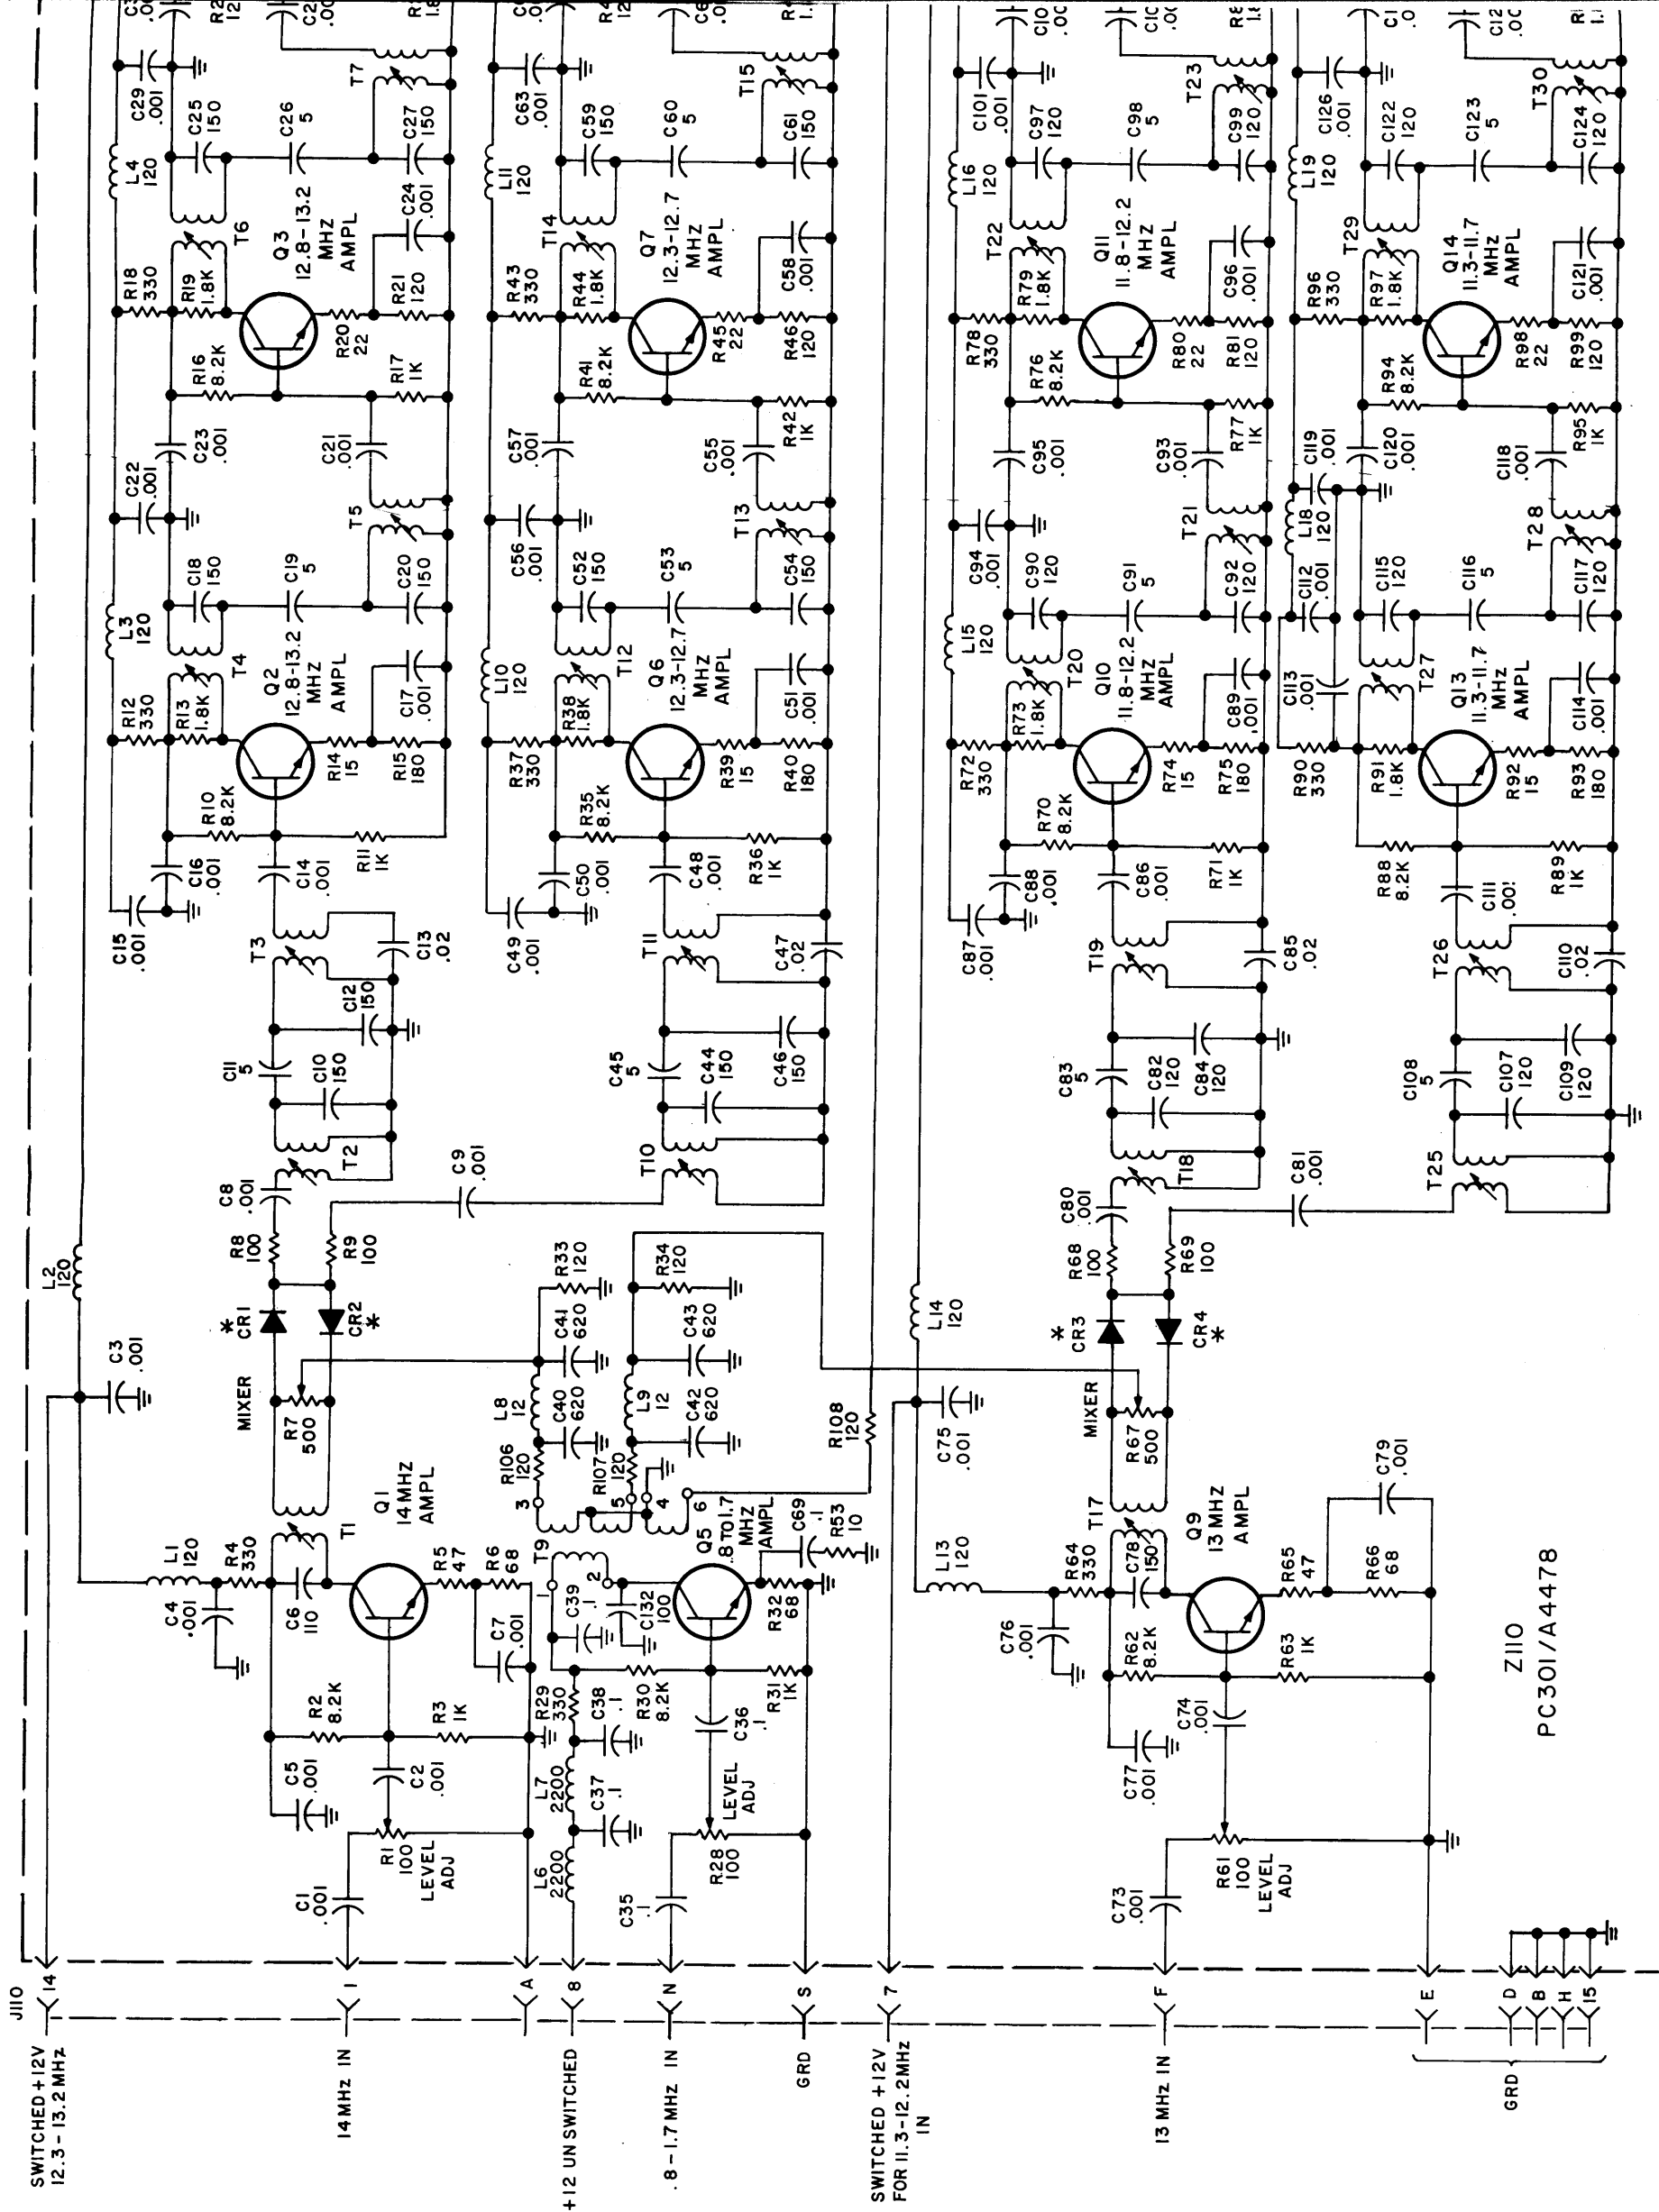 J110
SWITCHED +12V
12.3-13.2MHz
14
14MHz IN
1
A
+12 UNSWITCHED
8
.8-1.7MHz IN
N
GRD
S
SWITCHED +12V
FOR 11.3-12.2MHz
IN
7
13MHz IN
F
E
GRD
D
B
H
15
Z110
PC301/A4478
C3
.001
L2
120
L1
120
C4
.001
R4
330
C6
110
T1
Q1
14MHZ
AMPL
R5
47
R6
68
C7
.001
R2
8.2K
R3
1K
C5
.001
C2
.001
R1
100
LEVEL
ADJ
C1
.001
MIXER
R7
500
*
CR1
CR2
*
R8
100
R9
100
C8
.001
C9
.001
T2
C10
150
C11
5
C12
150
T3
C13
.02
C14
.001
C15
.001
C16
.001
R10
8.2K
R11
1K
R12
330
R13
1.8K
R14
15
R15
180
C17
.001
Q2
12.8-13.2
MHZ
AMPL
T4
L3
120
C18
150
C19
5
C20
150
T5
C21
.001
C22
.001
C23
.001
R16
8.2K
R17
1K
R18
330
R19
1.8K
R20
22
R21
120
C24
.001
Q3
12.8-13.2
MHZ
AMPL
T6
L4
120
C25
150
C26
5
C27
150
T7
C29
.001
L6
2200
L7
2200
C37
.1
C38
.1
R29
330
R30
8.2K
R31
1K
C35
.1
R28
100
LEVEL
ADJ
C36
.1
C39
.1
C132
100
T9
1
2
3
5
4
6
Q5
.8 TO 1.7
MHZ
AMPL
R32
68
C69
.1
R53
10
R106
120
R107
120
L8
12
C40
620
C41
620
R33
120
L9
12
C42
620
C43
620
R34
120
R108
120
T10
C44
150
C45
5
C46
150
T11
C47
.02
C48
.001
C49
.001
C50
.001
R35
8.2K
R36
1K
R37
330
R38
1.8K
R39
15
R40
180
C51
.001
Q6
12.3-12.7
MHZ
AMPL
T12
L10
120
C52
150
C53
5
C54
150
T13
C55
.001
C56
.001
C57
.001
R41
8.2K
R42
1K
R43
330
R44
1.8K
R45
22
R46
120
C58
.001
Q7
12.3-12.7
MHZ
AMPL
T14
L11
120
C59
150
C60
5
C61
150
T15
C63
.001
C75
.001
L14
120
L13
120
C76
.001
R64
330
C78
150
T17
Q9
13MHZ
AMPL
R65
47
R66
68
C79
.001
R62
8.2K
R63
1K
C77
.001
C74
.001
R61
100
LEVEL
ADJ
C73
.001
MIXER
R67
500
*
CR3
CR4
*
R68
100
R69
100
C80
.001
C81
.001
T18
C82
120
C83
5
C84
120
T19
C85
.02
C86
.001
C87
.001
C88
.001
R70
8.2K
R71
1K
R72
330
R73
1.8K
R74
15
R75
180
C89
.001
Q10
11.8-12.2
MHZ
AMPL
T20
L15
120
C90
120
C91
5
C92
120
T21
C93
.001
C94
.001
C95
.001
R76
8.2K
R77
1K
R78
330
R79
1.8K
R80
22
R81
120
C96
.001
Q11
11.8-12.2
MHZ
AMPL
T22
L16
120
C97
120
C98
5
C99
120
T23
C101
.001
T25
C107
120
C108
5
C109
120
T26
C110
.02
C111
.001
R88
8.2K
R89
1K
R90
330
R91
1.8K
R92
15
R93
180
C112
.001
C113
.001
C114
.001
Q13
11.3-11.7
MHz
AMPL
T27
L18
120
C115
120
C116
5
C117
120
T28
C118
.001
C119
.001
C120
.001
R94
8.2K
R95
1K
R96
330
R97
1.8K
R98
22
R99
120
C121
.001
Q14
11.3-11.7
MHz
AMPL
T29
L19
120
C122
120
C123
5
C124
120
T30
C126
.001